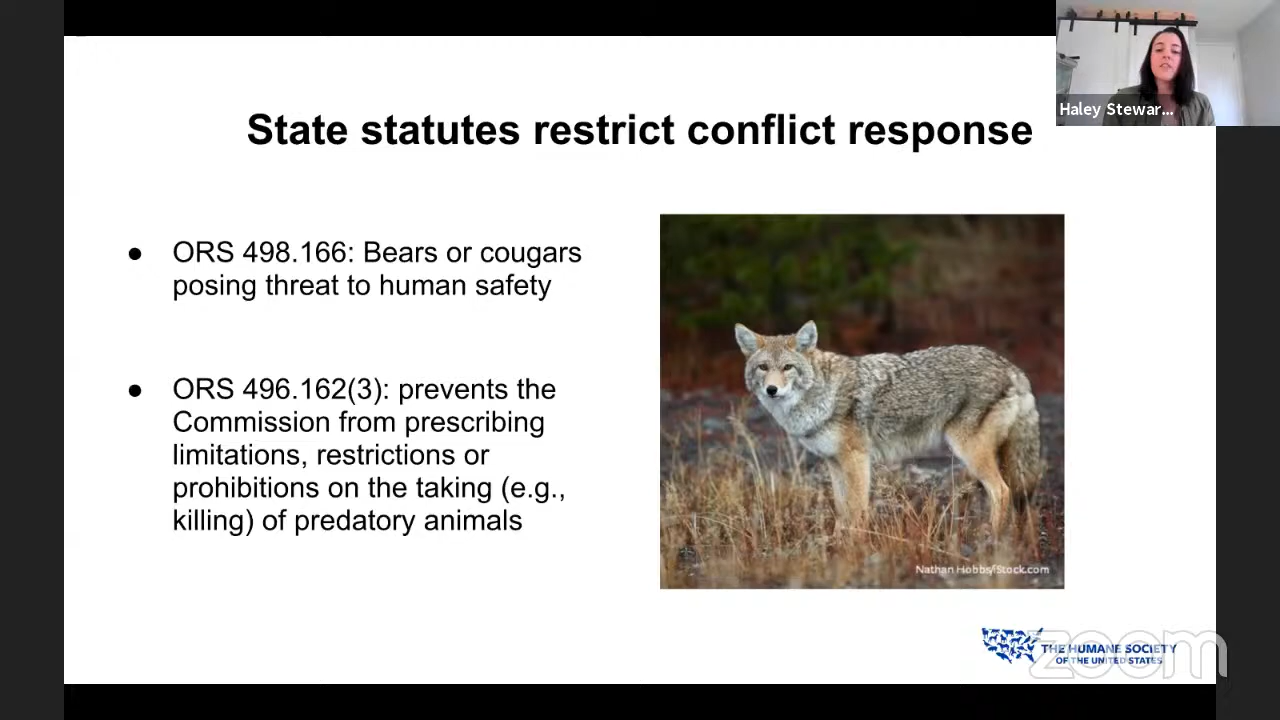 State statutes restrict conflict response
Haley Stewar...
● ORS 498.166: Bears or cougars
posing threat to human safety
● ORS 496.162(3): prevents the
Commission from prescribing
limitations, restrictions or
prohibitions on the taking (e.g.,
killing) of predatory animals
Nathan Hobbs/iStock.com
THE HUMANE SOCIETY
OF THE UNITED STATES
zoom